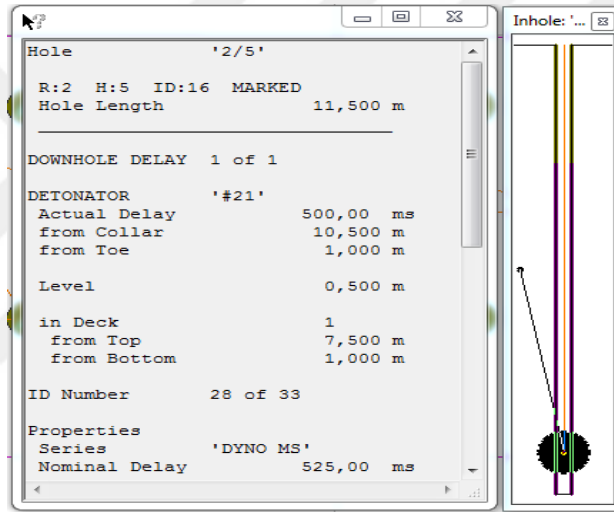 Inhole: '...
Hole '2/5'
R:2 H:5 ID:16 MARKED
Hole Length 11,500 m
DOWNHOLE DELAY 1 of 1
DETONATOR '#21'
Actual Delay 500,00 ms
from Collar 10,500 m
from Toe 1,000 m
Level 0,500 m
in Deck 1
from Top 7,500 m
from Bottom 1,000 m
ID Number 28 of 33
Properties
Series 'DYNO MS'
Nominal Delay 525,00 ms